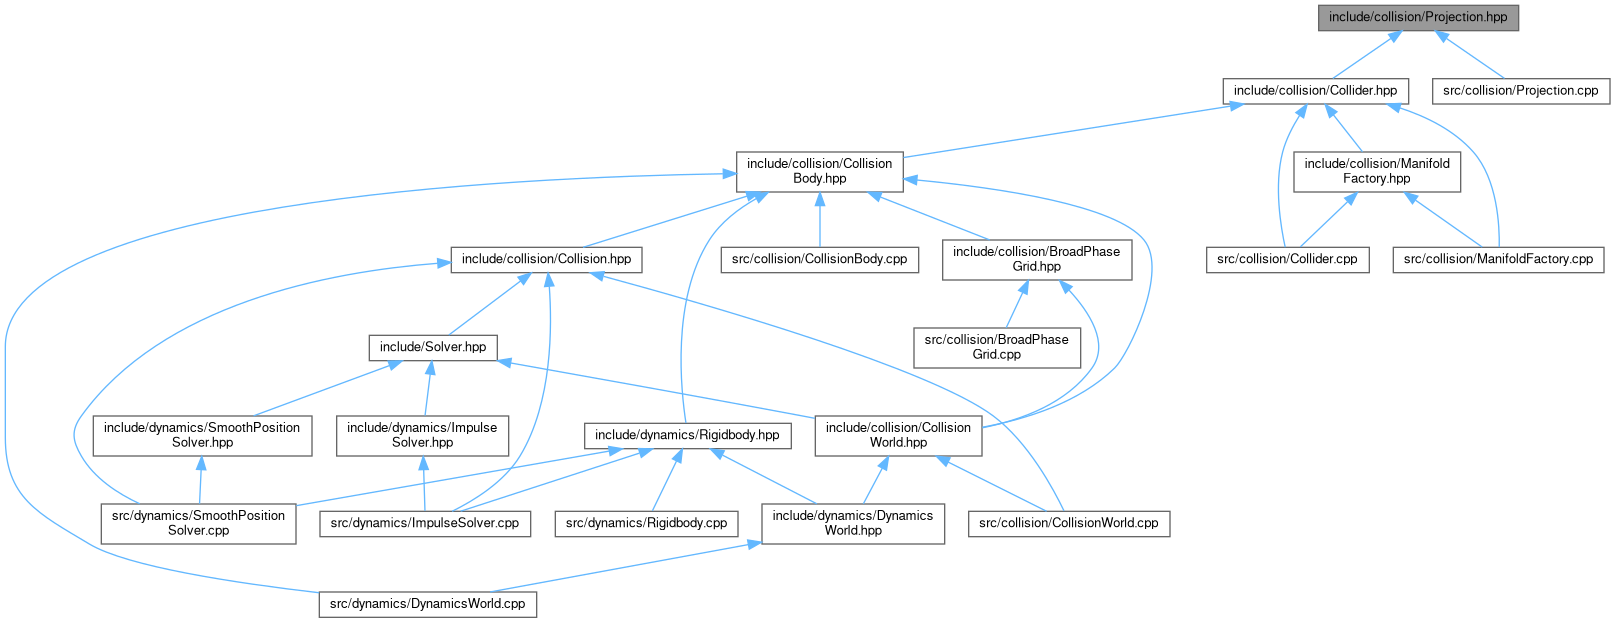 include/collision/Projection.hpp
include/collision/Collider.hpp
src/collision/Projection.cpp
include/collision/Collision
Body.hpp
include/collision/Manifold
Factory.hpp
include/collision/Collision.hpp
src/collision/CollisionBody.cpp
include/collision/BroadPhase
Grid.hpp
src/collision/Collider.cpp
src/collision/ManifoldFactory.cpp
include/Solver.hpp
src/collision/BroadPhase
Grid.cpp
include/dynamics/SmoothPosition
Solver.hpp
include/dynamics/Impulse
Solver.hpp
include/dynamics/Rigidbody.hpp
include/collision/Collision
World.hpp
src/dynamics/SmoothPosition
Solver.cpp
src/dynamics/ImpulseSolver.cpp
src/dynamics/Rigidbody.cpp
include/dynamics/Dynamics
World.hpp
src/collision/CollisionWorld.cpp
src/dynamics/DynamicsWorld.cpp